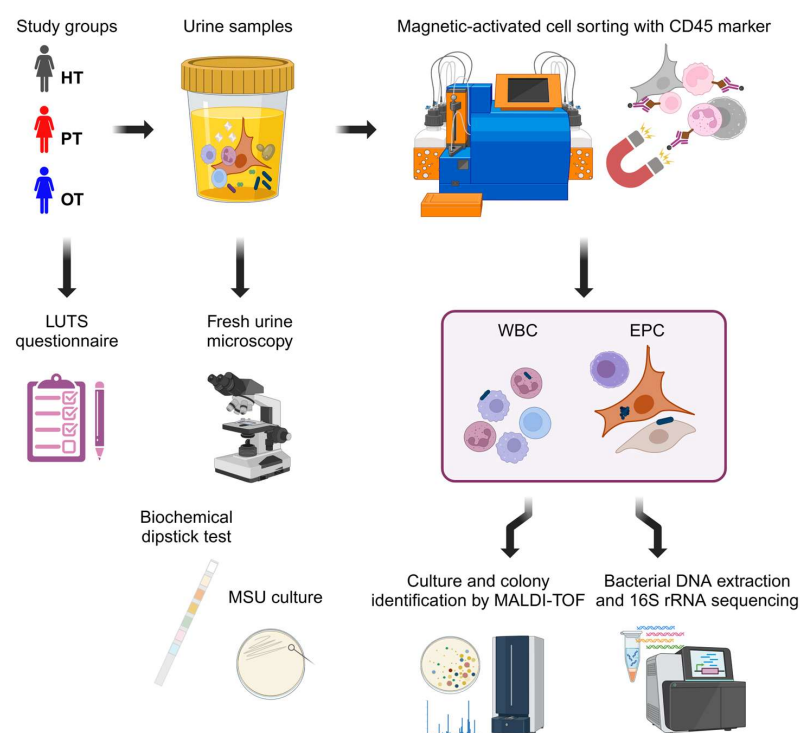 Study groups
HT
PT
OT
Urine samples
Magnetic-activated cell sorting with CD45 marker
LUTS
questionnaire
Fresh urine
microscopy
WBC
EPC
Biochemical
dipstick test
MSU culture
Culture and colony
identification by MALDI-TOF
Bacterial DNA extraction
and 16S rRNA sequencing